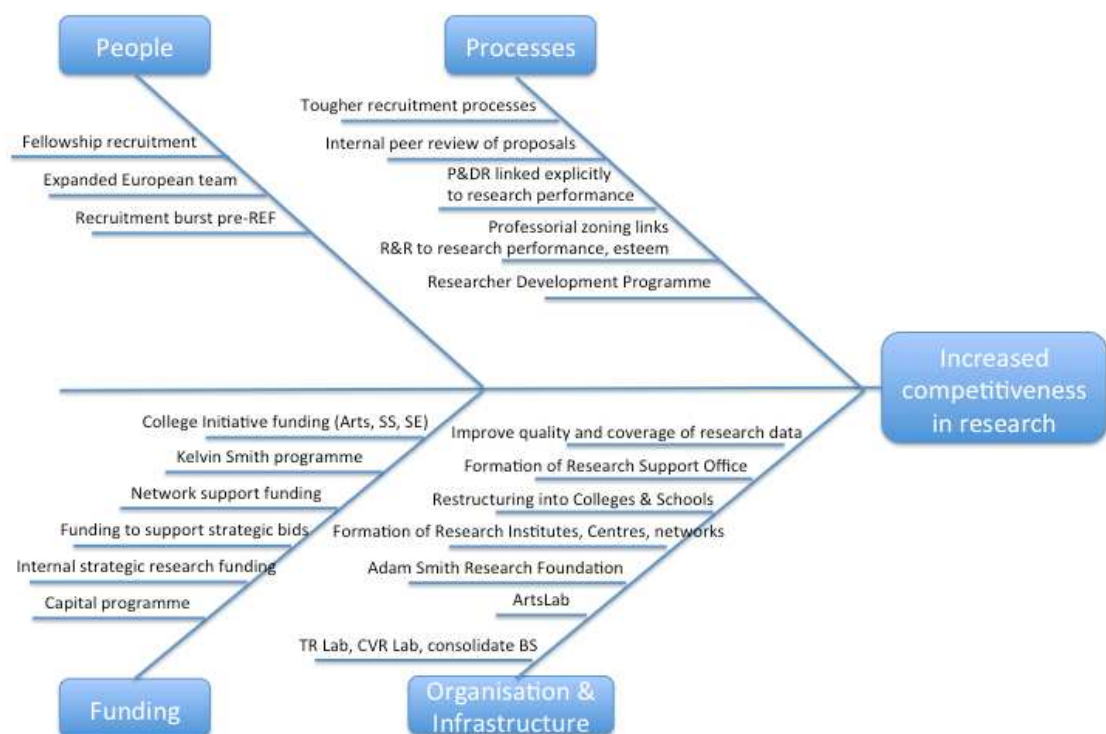 People
Processes
Tougher recruitment processes
Fellowship recruitment
Internal peer review of proposals
Expanded European team
P&DR linked explicitly
to research performance
Recruitment burst pre-REF
Professorial zoning links
R&R to research performance, esteem
Researcher Development Programme
Increased
competitiveness
in research
College Initiative funding (Arts, SS, SE)
Improve quality and coverage of research data
Kelvin Smith programme
Formation of Research Support Office
Network support funding
Restructuring into Colleges & Schools
Funding to support strategic bids
Formation of Research Institutes, Centres, networks
Internal strategic research funding
Adam Smith Research Foundation
Capital programme
ArtsLab
TR Lab, CVR Lab, consolidate BS
Funding
Organisation &
Infrastructure